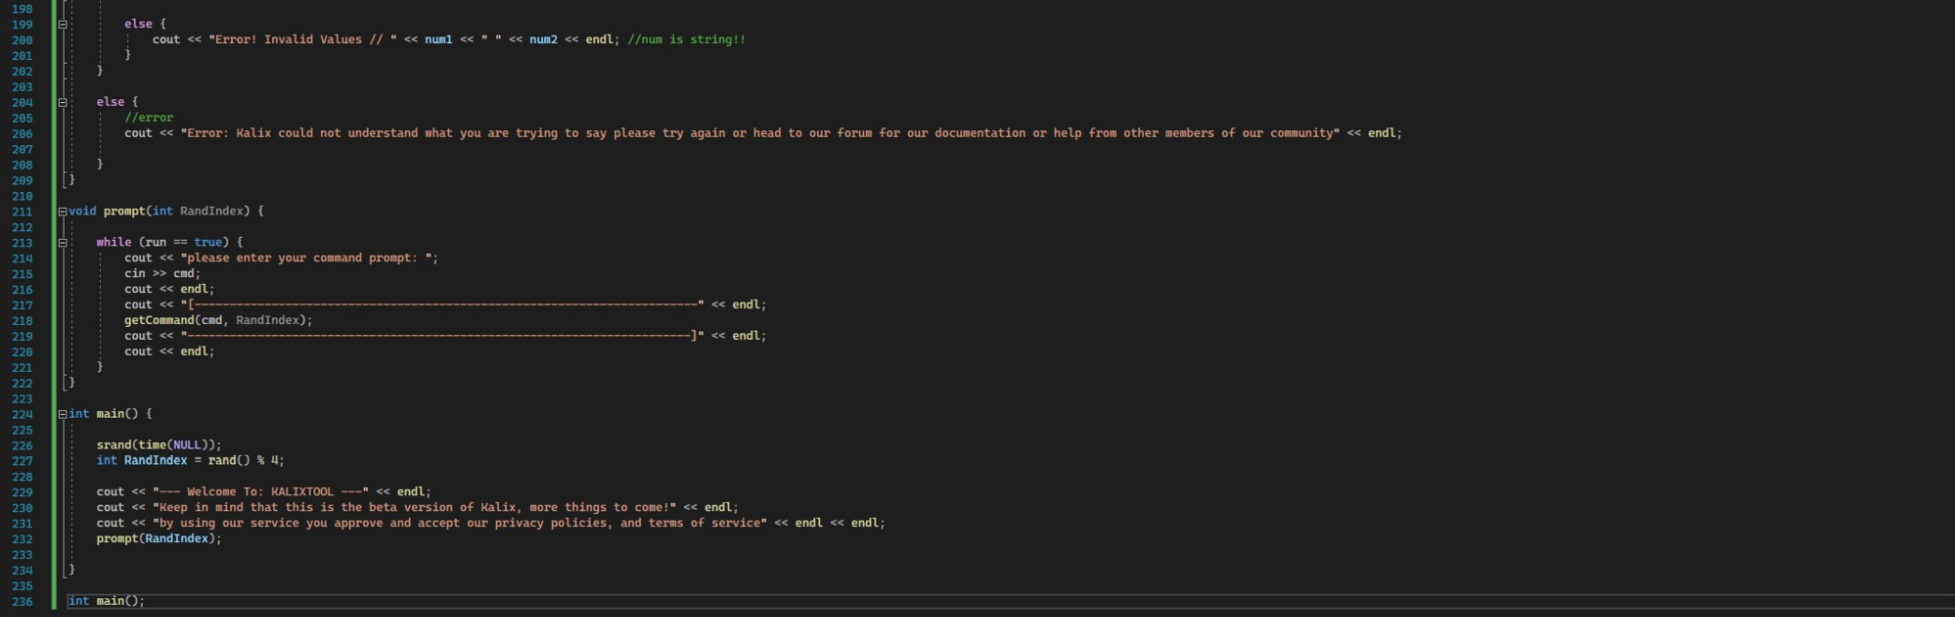 198
199 else {
200 cout << "Error! Invalid Values // " << num1 << " " << num2 << endl; //num is string!!
201 }
202 }
203
204 else {
205 //error
206 cout << "Error: Kalix could not understand what you are trying to say please try again or head to our forum for our documentation or help from other members of our community" << endl;
207
208 }
209 }
210
211 void prompt(int RandIndex) {
212
213 while (run == true) {
214 cout << "please enter your command prompt: ";
215 cin >> cmd;
216 cout << endl;
217 cout << "[------------------------------------------------------------------------" << endl;
218 getCommand(cmd, RandIndex);
219 cout << "------------------------------------------------------------------------]" << endl;
220 cout << endl;
221 }
222 }
223
224 int main() {
225
226 srand(time(NULL));
227 int RandIndex = rand() % 4;
228
229 cout << "--- Welcome To: KALIXTOOL ---" << endl;
230 cout << "Keep in mind that this is the beta version of Kalix, more things to come!" << endl;
231 cout << "by using our service you approve and accept our privacy policies, and terms of service" << endl << endl;
232 prompt(RandIndex);
233
234 }
235
236 int main();